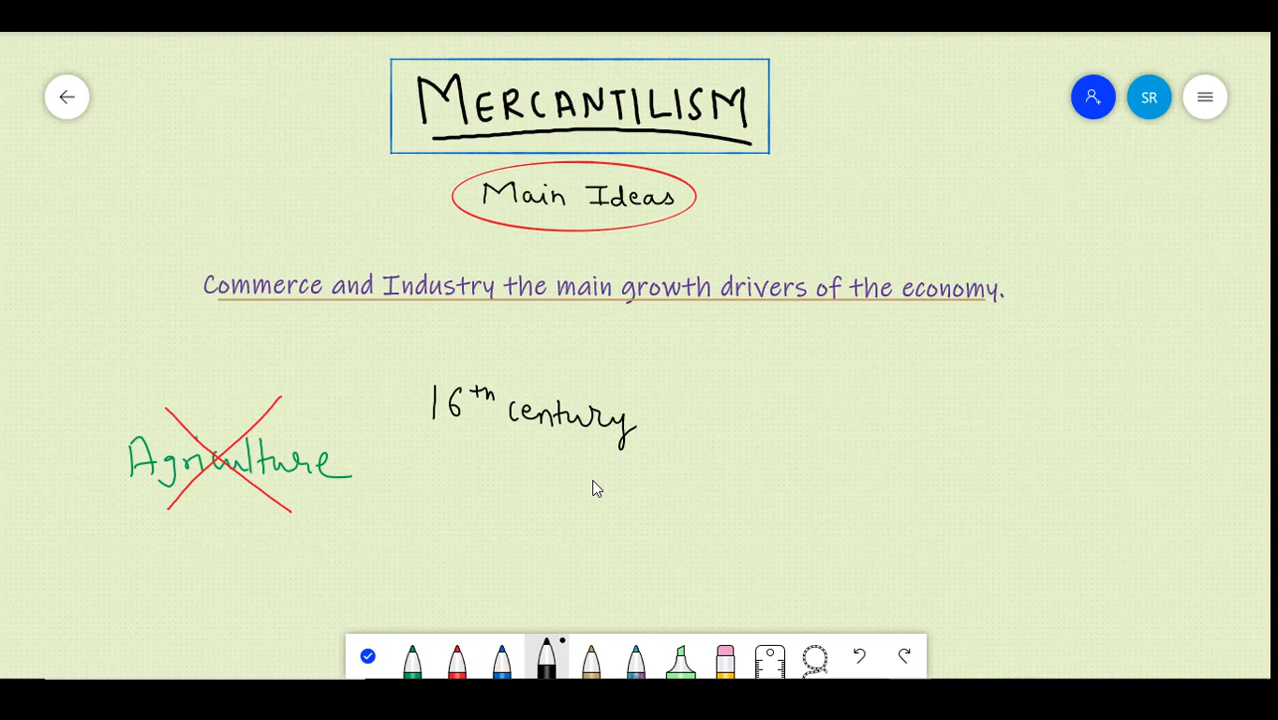 MERCANTILISM
SR
Main Ideas
Commerce and Industry the main growth drivers of the economy.
16th century
Agriculture